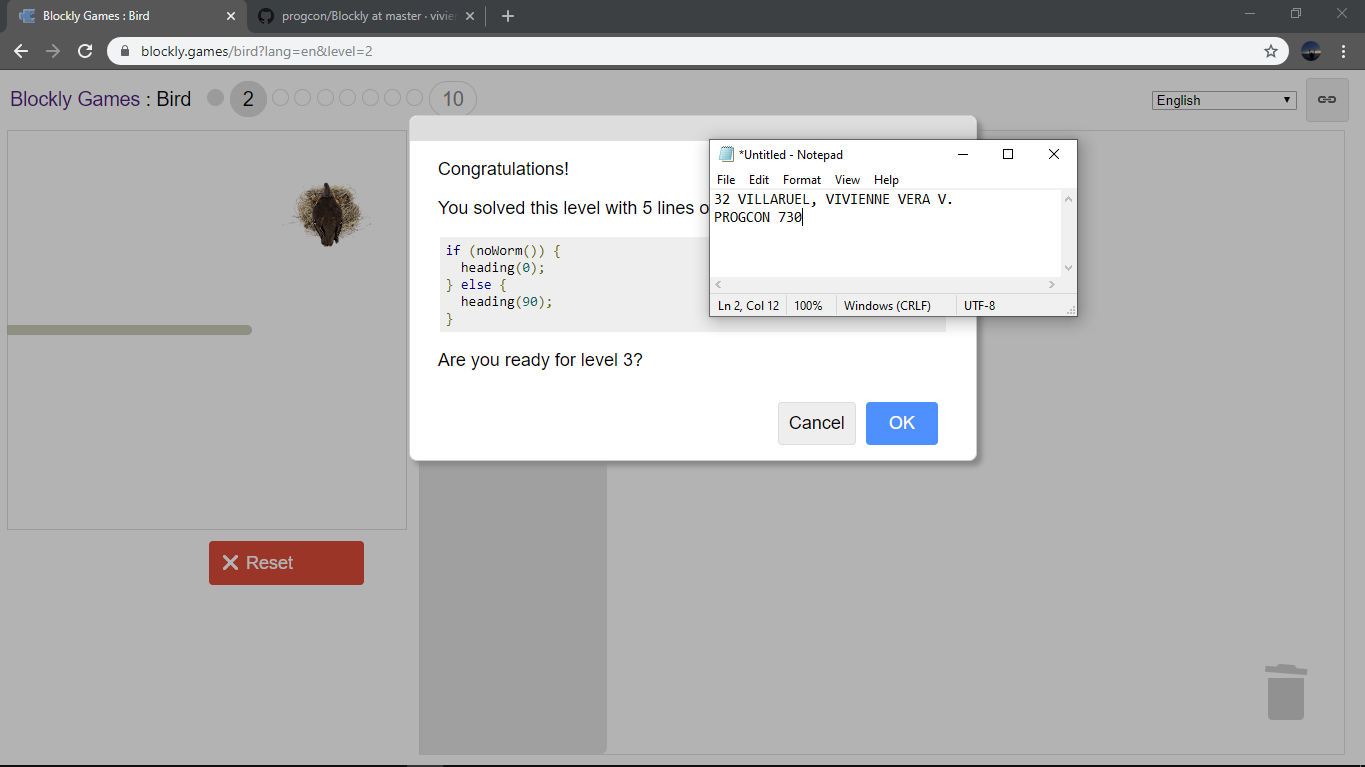 Blockly Games : Bird
progcon/Blockly at master · vivie
blockly.games/bird?lang=en&level=2
Blockly Games : Bird
2
10
English
Congratulations!
You solved this level with 5 lines o
if (noWorm()) {
  heading(0);
} else {
  heading(90);
}
Are you ready for level 3?
Cancel
OK
*Untitled - Notepad
File Edit Format View Help
32 VILLARUEL, VIVIENNE VERA V.
PROGCON 730
Ln 2, Col 12
100%
Windows (CRLF)
UTF-8
Reset